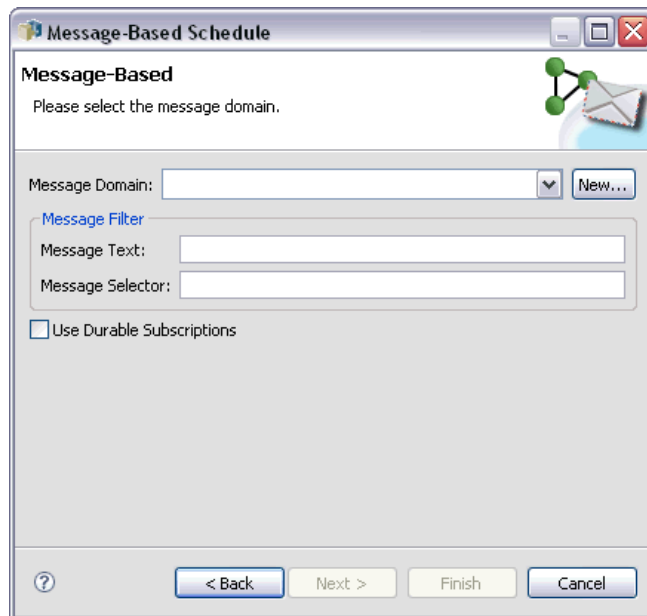 Message-Based Schedule
Message-Based
Please select the message domain.
Message Domain:
New...
Message Filter
Message Text:
Message Selector:
Use Durable Subscriptions
?
< Back
Next >
Finish
Cancel